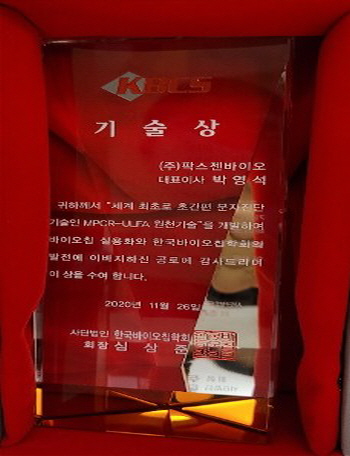 KBCS
기 술 상
(주)팍스젠바이오
대표이사 박 영 석
귀하께서 "세계 최초로 초간편 분자진단
기술인 MPCR-ULFA 원천기술"을 개발하여
바이오칩 실용화와 한국바이오칩학회의
발전에 이바지하신 공로에 감사드리며
이 상을 수여 합니다.
2020년 11월 26일
사단법인 한국바이오칩학회
회장 심 상 준